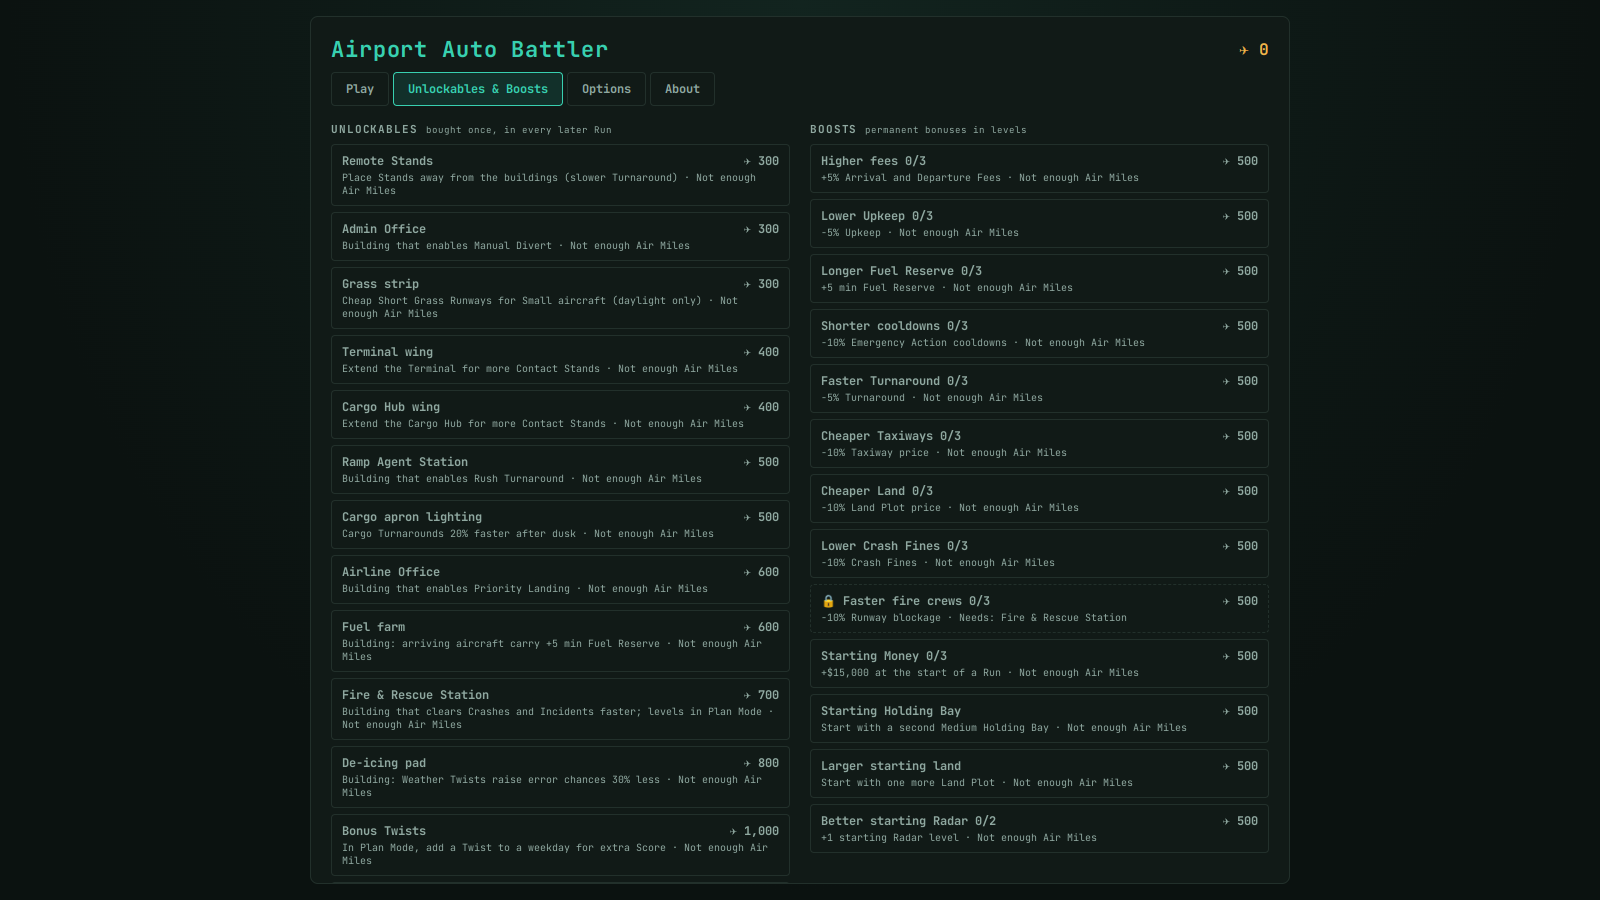 Airport Auto Battler
✈ 0
Play
Unlockables & Boosts
Options
About
UNLOCKABLES bought once, in every later Run
Remote Stands ✈ 300
Place Stands away from the buildings (slower Turnaround) · Not enough
Air Miles
Admin Office ✈ 300
Building that enables Manual Divert · Not enough Air Miles
Grass strip ✈ 300
Cheap Short Grass Runways for Small aircraft (daylight only) · Not
enough Air Miles
Terminal wing ✈ 400
Extend the Terminal for more Contact Stands · Not enough Air Miles
Cargo Hub wing ✈ 400
Extend the Cargo Hub for more Contact Stands · Not enough Air Miles
Ramp Agent Station ✈ 500
Building that enables Rush Turnaround · Not enough Air Miles
Cargo apron lighting ✈ 500
Cargo Turnarounds 20% faster after dusk · Not enough Air Miles
Airline Office ✈ 600
Building that enables Priority Landing · Not enough Air Miles
Fuel farm ✈ 600
Building: arriving aircraft carry +5 min Fuel Reserve · Not enough Air
Miles
Fire & Rescue Station ✈ 700
Building that clears Crashes and Incidents faster; levels in Plan Mode ·
Not enough Air Miles
De-icing pad ✈ 800
Building: Weather Twists raise error chances 30% less · Not enough Air
Miles
Bonus Twists ✈ 1,000
In Plan Mode, add a Twist to a weekday for extra Score · Not enough Air
Miles
BOOSTS permanent bonuses in levels
Higher fees 0/3 ✈ 500
+5% Arrival and Departure Fees · Not enough Air Miles
Lower Upkeep 0/3 ✈ 500
-5% Upkeep · Not enough Air Miles
Longer Fuel Reserve 0/3 ✈ 500
+5 min Fuel Reserve · Not enough Air Miles
Shorter cooldowns 0/3 ✈ 500
-10% Emergency Action cooldowns · Not enough Air Miles
Faster Turnaround 0/3 ✈ 500
-5% Turnaround · Not enough Air Miles
Cheaper Taxiways 0/3 ✈ 500
-10% Taxiway price · Not enough Air Miles
Cheaper Land 0/3 ✈ 500
-10% Land Plot price · Not enough Air Miles
Lower Crash Fines 0/3 ✈ 500
-10% Crash Fines · Not enough Air Miles
🔒 Faster fire crews 0/3 ✈ 500
-10% Runway blockage · Needs: Fire & Rescue Station
Starting Money 0/3 ✈ 500
+$15,000 at the start of a Run · Not enough Air Miles
Starting Holding Bay ✈ 500
Start with a second Medium Holding Bay · Not enough Air Miles
Larger starting land ✈ 500
Start with one more Land Plot · Not enough Air Miles
Better starting Radar 0/2 ✈ 500
+1 starting Radar level · Not enough Air Miles